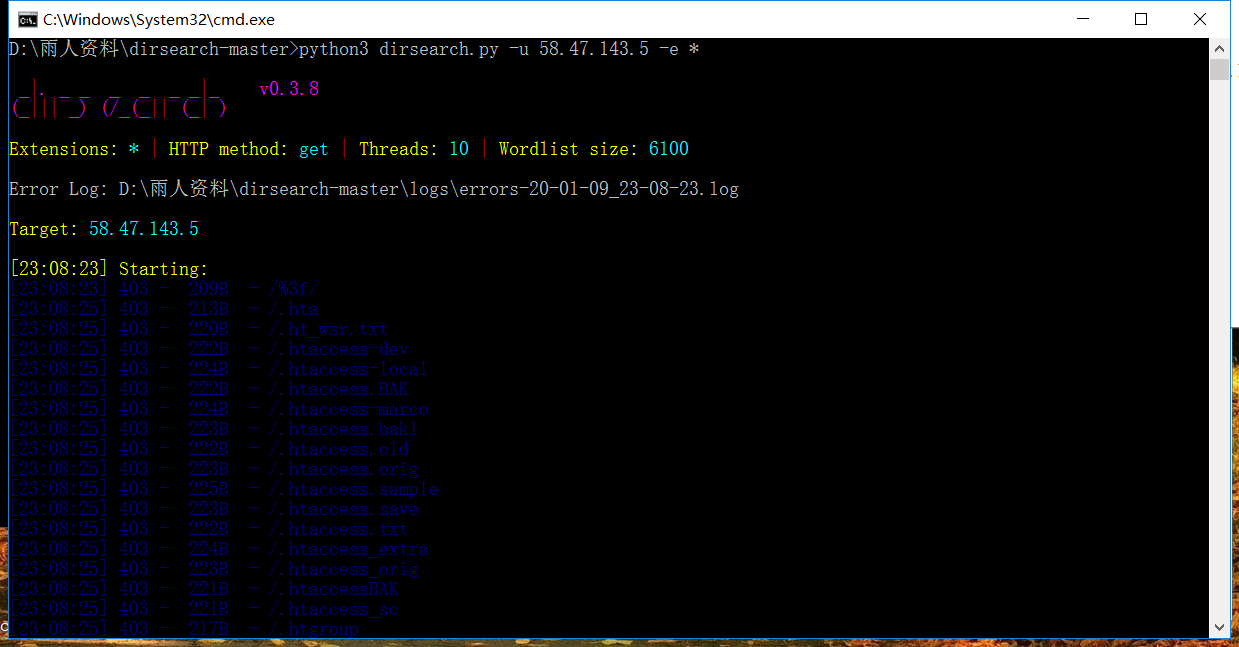 C:\Windows\System32\cmd.exe
D:\雨人资料\dirsearch-master>python3 dirsearch.py -u 58.47.143.5 -e *
v0.3.8
Extensions: * | HTTP method: get | Threads: 10 | Wordlist size: 6100
Error Log: D:\雨人资料\dirsearch-master\logs\errors-20-01-09_23-08-23.log
Target: 58.47.143.5
[23:08:23] Starting:
[23:08:23] 403 -  209B  - /%3f/
[23:08:25] 403 -  213B  - /.hta
[23:08:25] 403 -  220B  - /.ht_wsr.txt
[23:08:25] 403 -  222B  - /.htaccess-dev
[23:08:25] 403 -  224B  - /.htaccess-local
[23:08:25] 403 -  222B  - /.htaccess.BAK
[23:08:25] 403 -  224B  - /.htaccess-marco
[23:08:25] 403 -  223B  - /.htaccess.bak1
[23:08:25] 403 -  222B  - /.htaccess.old
[23:08:25] 403 -  223B  - /.htaccess.orig
[23:08:25] 403 -  225B  - /.htaccess.sample
[23:08:25] 403 -  223B  - /.htaccess.save
[23:08:25] 403 -  222B  - /.htaccess.txt
[23:08:25] 403 -  224B  - /.htaccess_extra
[23:08:25] 403 -  223B  - /.htaccess_orig
[23:08:25] 403 -  221B  - /.htaccessBAK
[23:08:25] 403 -  221B  - /.htaccess_sc
[23:08:25] 403 -  217B  - /.htgroup